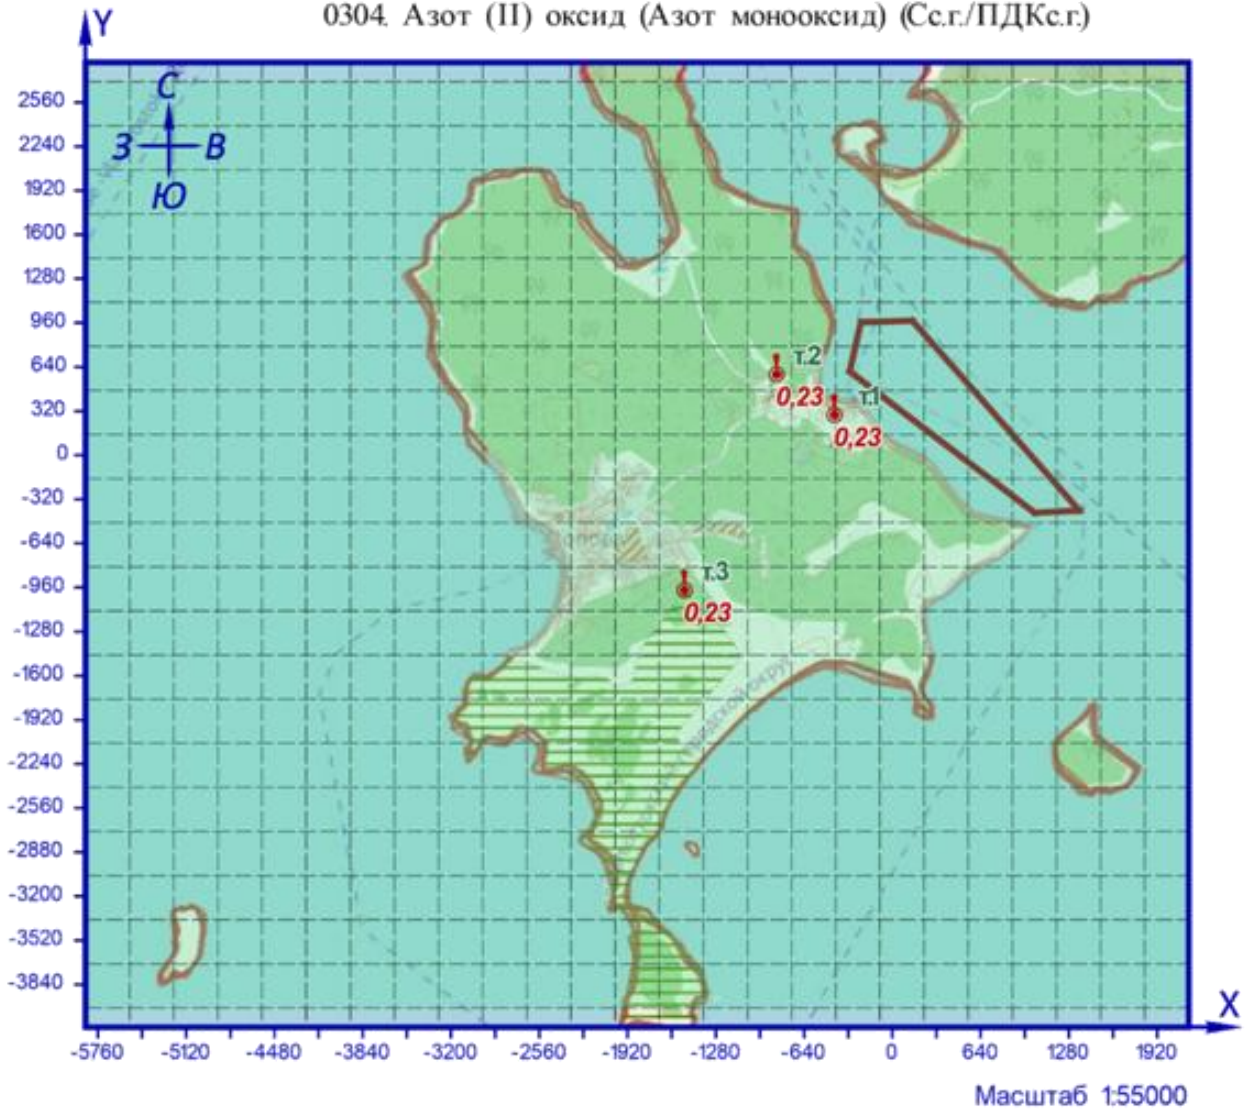 0304. Азот (II) оксид (Азот монооксид) (Сс.г./ПДКс.г.)
Y
С
З В
Ю
2560
2240
1920
1600
1280
960
640
320
0
-320
-640
-960
-1280
-1600
-1920
-2240
-2560
-2880
-3200
-3520
-3840
т.2
0,23
т.1
0,23
т.3
0,23
родской округ
X
-5760 -5120 -4480 -3840 -3200 -2560 -1920 -1280 -640 0 640 1280 1920
Масштаб 1:55000